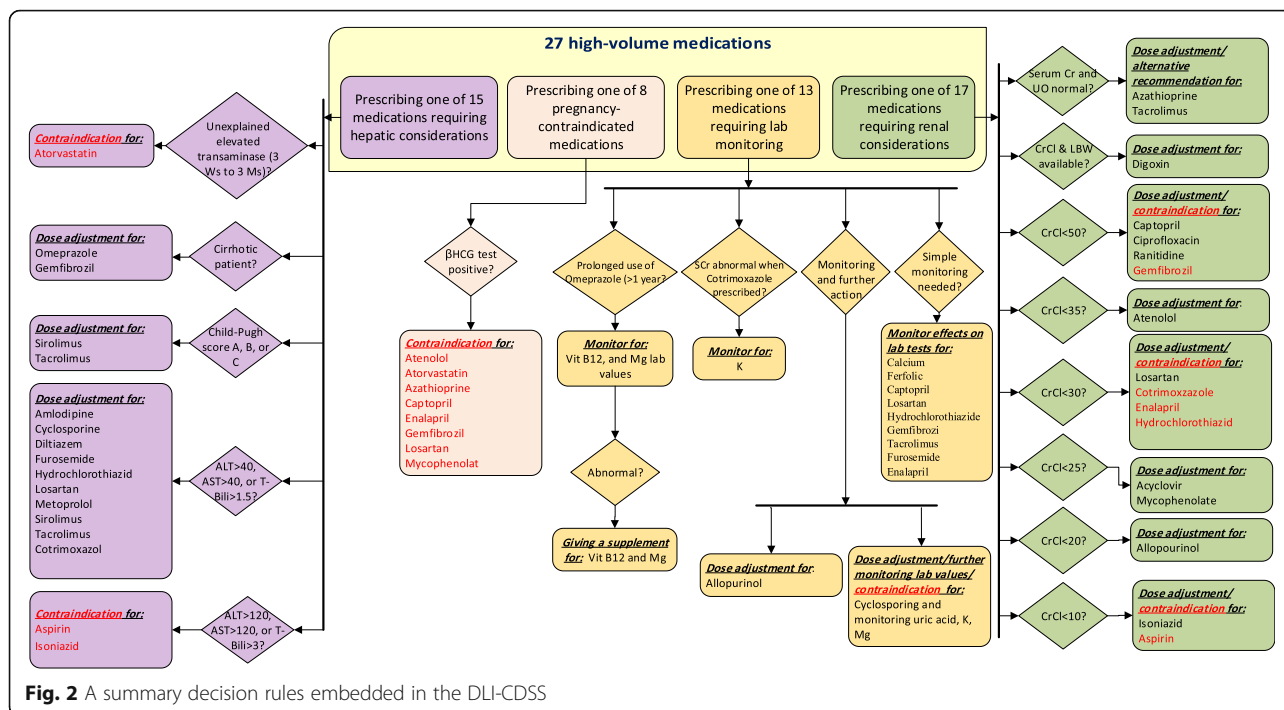 27 high-volume medications
Prescribing one of 15
medications requiring
hepatic considerations
Prescribing one of 8
pregnancy-
contraindicated
medications
Prescribing one of 13
medications
requiring lab
monitoring
Prescribing one of 17
medications
requiring renal
considerations
Unexplained
elevated
transaminase (3
Ws to 3 Ms)?
Contraindication for:
Atorvastatin
Cirrhotic
patient?
Dose adjustment for:
Omeprazole
Gemfibrozil
Child-Pugh
score A, B, or
C
Dose adjustment for:
Sirolimus
Tacrolimus
ALT>40,
AST>40, or T-
Bili>1.5?
Dose adjustment for:
Amlodipine
Cyclosporine
Diltiazem
Furosemide
Hydrochlorothiazid
Losartan
Metoprolol
Sirolimus
Tacrolimus
Cotrimoxazol
ALT>120,
AST>120, or T-
Bili>3?
Contraindication for:
Aspirin
Isoniazid
βHCG test
positive?
Contraindication for:
Atenolol
Atorvastatin
Azathioprine
Captopril
Enalapril
Gemfibrozil
Losartan
Mycophenolat
Prolonged use of
Omeprazole (>1 year?
Monitor for:
Vit B12, and Mg lab
values
Abnormal?
Giving a supplement
for: Vit B12 and Mg
SCr abnormal when
Cotrimoxazole
prescribed?
Monitor for:
K
Monitoring
and further
action
Dose adjustment for:
Allopurinol
Dose adjustment/further
monitoring lab values/
contraindication for:
Cyclosporing and
monitoring uric acid, K,
Mg
Simple
monitoring
needed?
Monitor effects on
lab tests for:
Calcium
Ferfolic
Captopril
Losartan
Hydrochlorothiazide
Gemfibrozi
Tacrolimus
Furosemide
Enalapril
Serum Cr and
UO normal?
Dose adjustment/
alternative
recommendation for:
Azathioprine
Tacrolimus
CrCl & LBW
available?
Dose adjustment for:
Digoxin
CrCl<50?
Dose adjustment/
contraindication for:
Captopril
Ciprofloxacin
Ranitidine
Gemfibrozil
CrCl<35?
Dose adjustment for:
Atenolol
CrCl<30?
Dose adjustment/
contraindication for:
Losartan
Cotrimoxzazole
Enalapril
Hydrochlorothiazid
CrCl<25?
Dose adjustment for:
Acyclovir
Mycophenolate
CrCl<20?
Dose adjustment for:
Allopourinol
CrCl<10?
Dose adjustment/
contraindication for:
Isoniazid
Aspirin
Fig. 2 A summary decision rules embedded in the DLI-CDSS